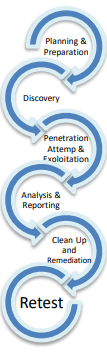 Planning &
Preparation
Discovery
Penetration
Attemp &
Exploitation
Analysis &
Reporting
Clean Up
and
Remediation
Retest